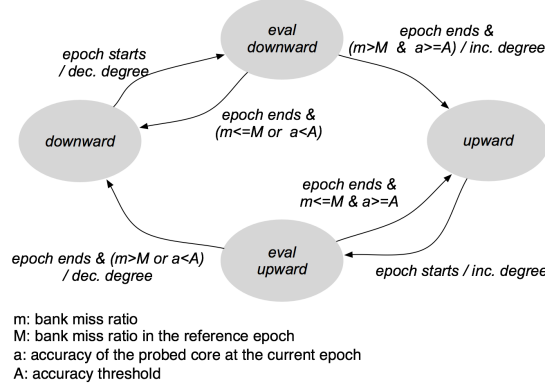 eval
downward
epoch ends &
(m>M & a>=A) / inc. degree
epoch starts
/ dec. degree
epoch ends &
(m<=M or a<A)
downward
upward
epoch ends &
m<=M & a>=A
eval
upward
epoch ends & (m>M or a<A)
/ dec. degree
epoch starts / inc. degree
m: bank miss ratio
M: bank miss ratio in the reference epoch
a: accuracy of the probed core at the current epoch
A: accuracy threshold